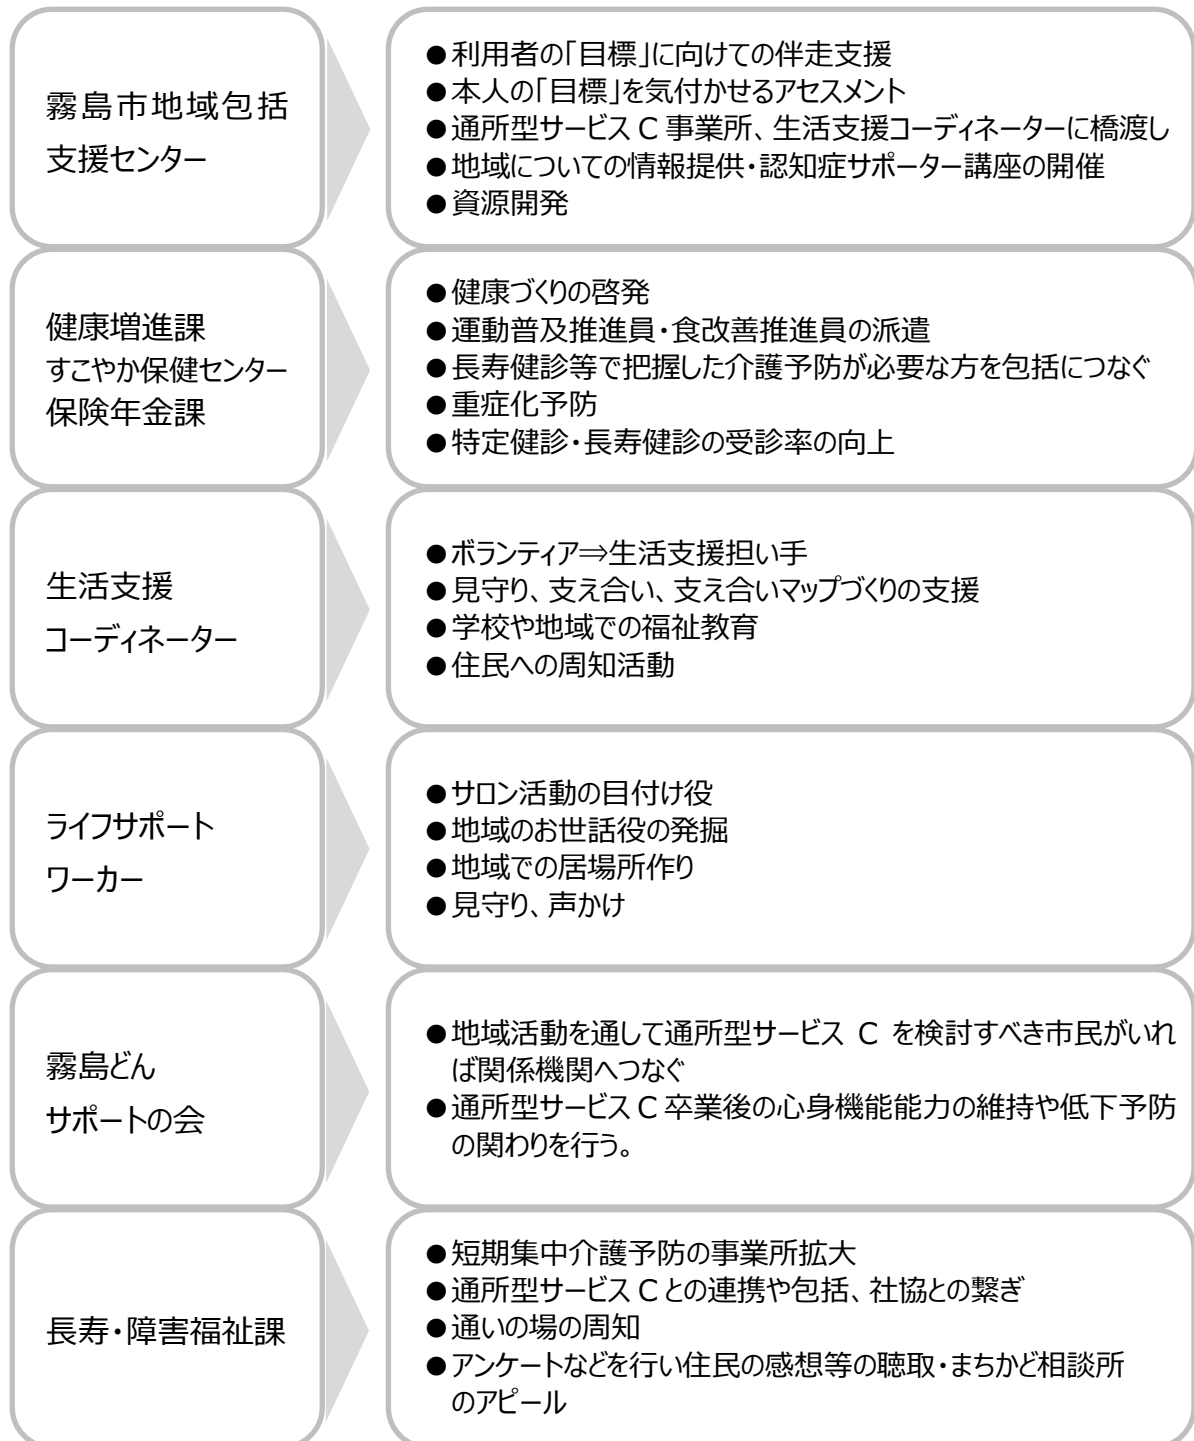 霧島市地域包括
支援センター
●利用者の「目標」に向けての伴走支援
●本人の「目標」を気付かせるアセスメント
●通所型サービス C 事業所、生活支援コーディネーターに橋渡し
●地域についての情報提供・認知症サポーター講座の開催
●資源開発
健康増進課
すこやか保健センター
保険年金課
●健康づくりの啓発
●運動普及推進員・食改善推進員の派遣
●長寿健診等で把握した介護予防が必要な方を包括につなぐ
●重症化予防
●特定健診・長寿健診の受診率の向上
生活支援
コーディネーター
●ボランティア⇒生活支援担い手
●見守り、支え合い、支え合いマップづくりの支援
●学校や地域での福祉教育
●住民への周知活動
ライフサポート
ワーカー
●サロン活動の目付け役
●地域のお世話役の発掘
●地域での居場所作り
●見守り、声かけ
霧島どん
サポートの会
●地域活動を通して通所型サービス C を検討すべき市民がいれ
ば関係機関へつなぐ
●通所型サービス C 卒業後の心身機能能力の維持や低下予防
の関わりを行う。
長寿・障害福祉課
●短期集中介護予防の事業所拡大
●通所型サービス C との連携や包括、社協との繋ぎ
●通いの場の周知
●アンケートなどを行い住民の感想等の聴取・まちかど相談所
のアピール